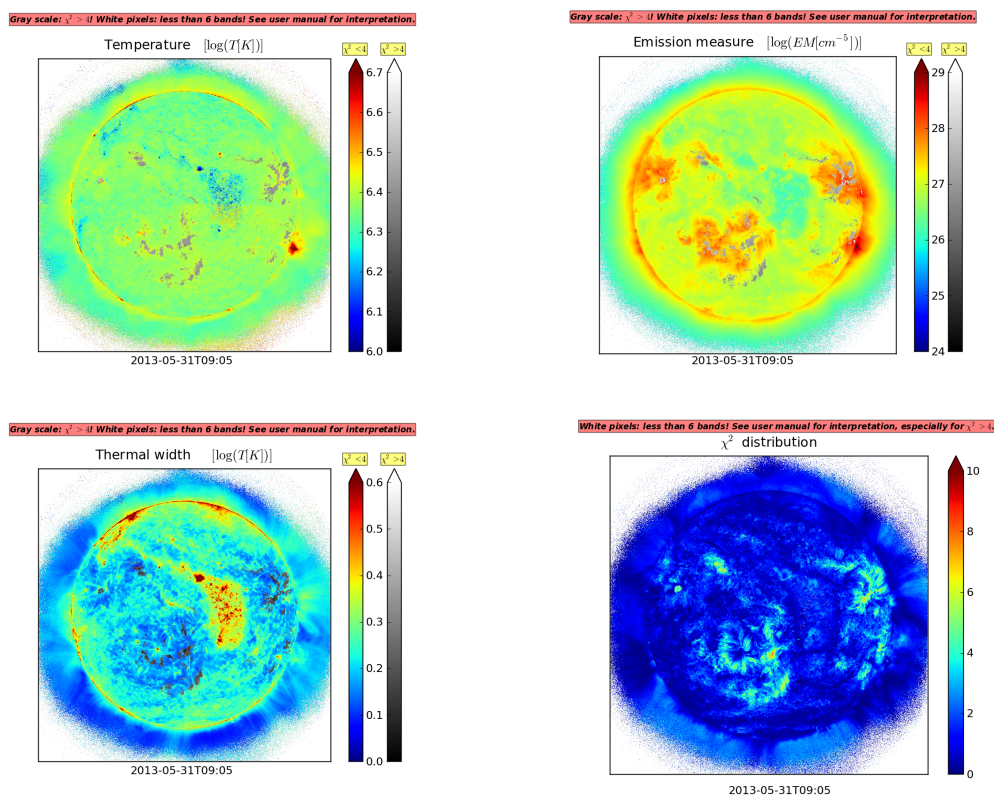 Gray scale: χ² > 4! White pixels: less than 6 bands! See user manual for interpretation.
Temperature [log(T[K])]
χ² <4 χ² >4
6.7
6.6
6.5
6.4
6.3
6.2
6.1
6.0
2013-05-31T09:05
Gray scale: χ² > 4! White pixels: less than 6 bands! See user manual for interpretation.
Emission measure [log(EM[cm⁻⁵])]
χ² <4 χ² >4
29
28
27
26
25
24
2013-05-31T09:05
Gray scale: χ² > 4! White pixels: less than 6 bands! See user manual for interpretation.
Thermal width [log(T[K])]
χ² <4 χ² >4
0.6
0.5
0.4
0.3
0.2
0.1
0.0
2013-05-31T09:05
White pixels: less than 6 bands! See user manual for interpretation, especially for χ² > 4.
χ² distribution
10
8
6
4
2
0
2013-05-31T09:05